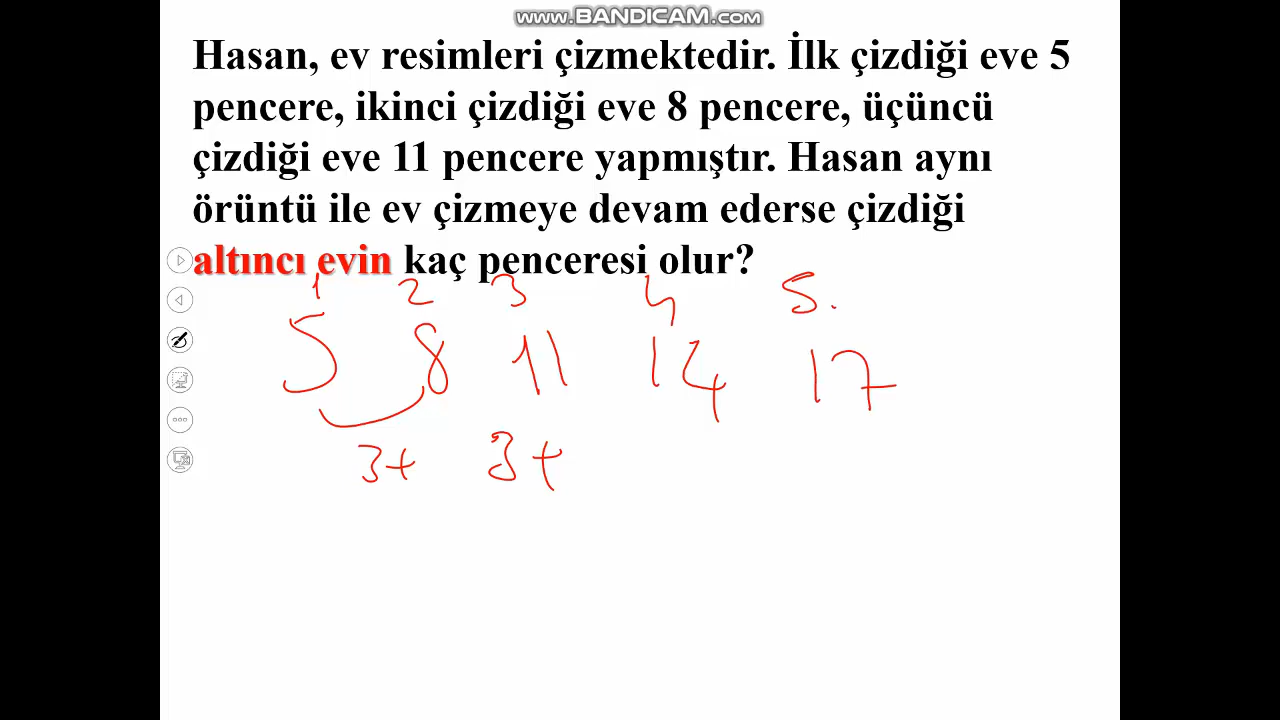 www.BANDICAM.com
Hasan, ev resimleri çizmektedir. İlk çizdiği eve 5
pencere, ikinci çizdiği eve 8 pencere, üçüncü
çizdiği eve 11 pencere yapmıştır. Hasan aynı
örüntü ile ev çizmeye devam ederse çizdiği
altıncı evin kaç penceresi olur?
1 2 3 4 5.
5 8 11 14 17
3+ 3+